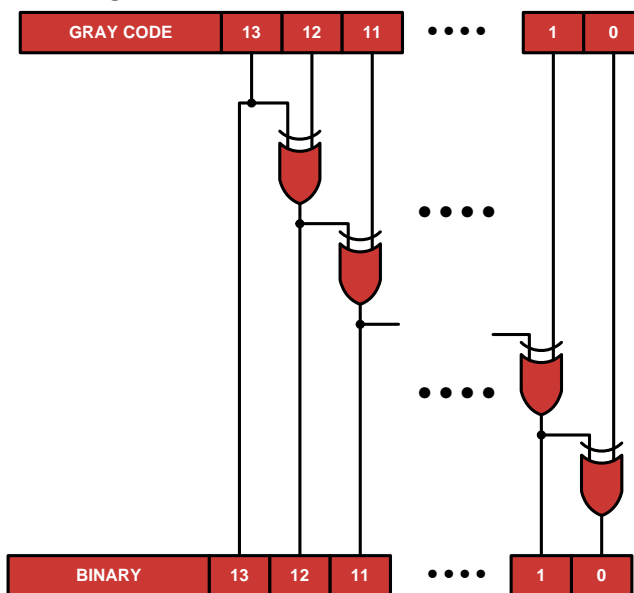 GRAY CODE 13 12 11 •••• 1 0
BINARY 13 12 11 •••• 1 0